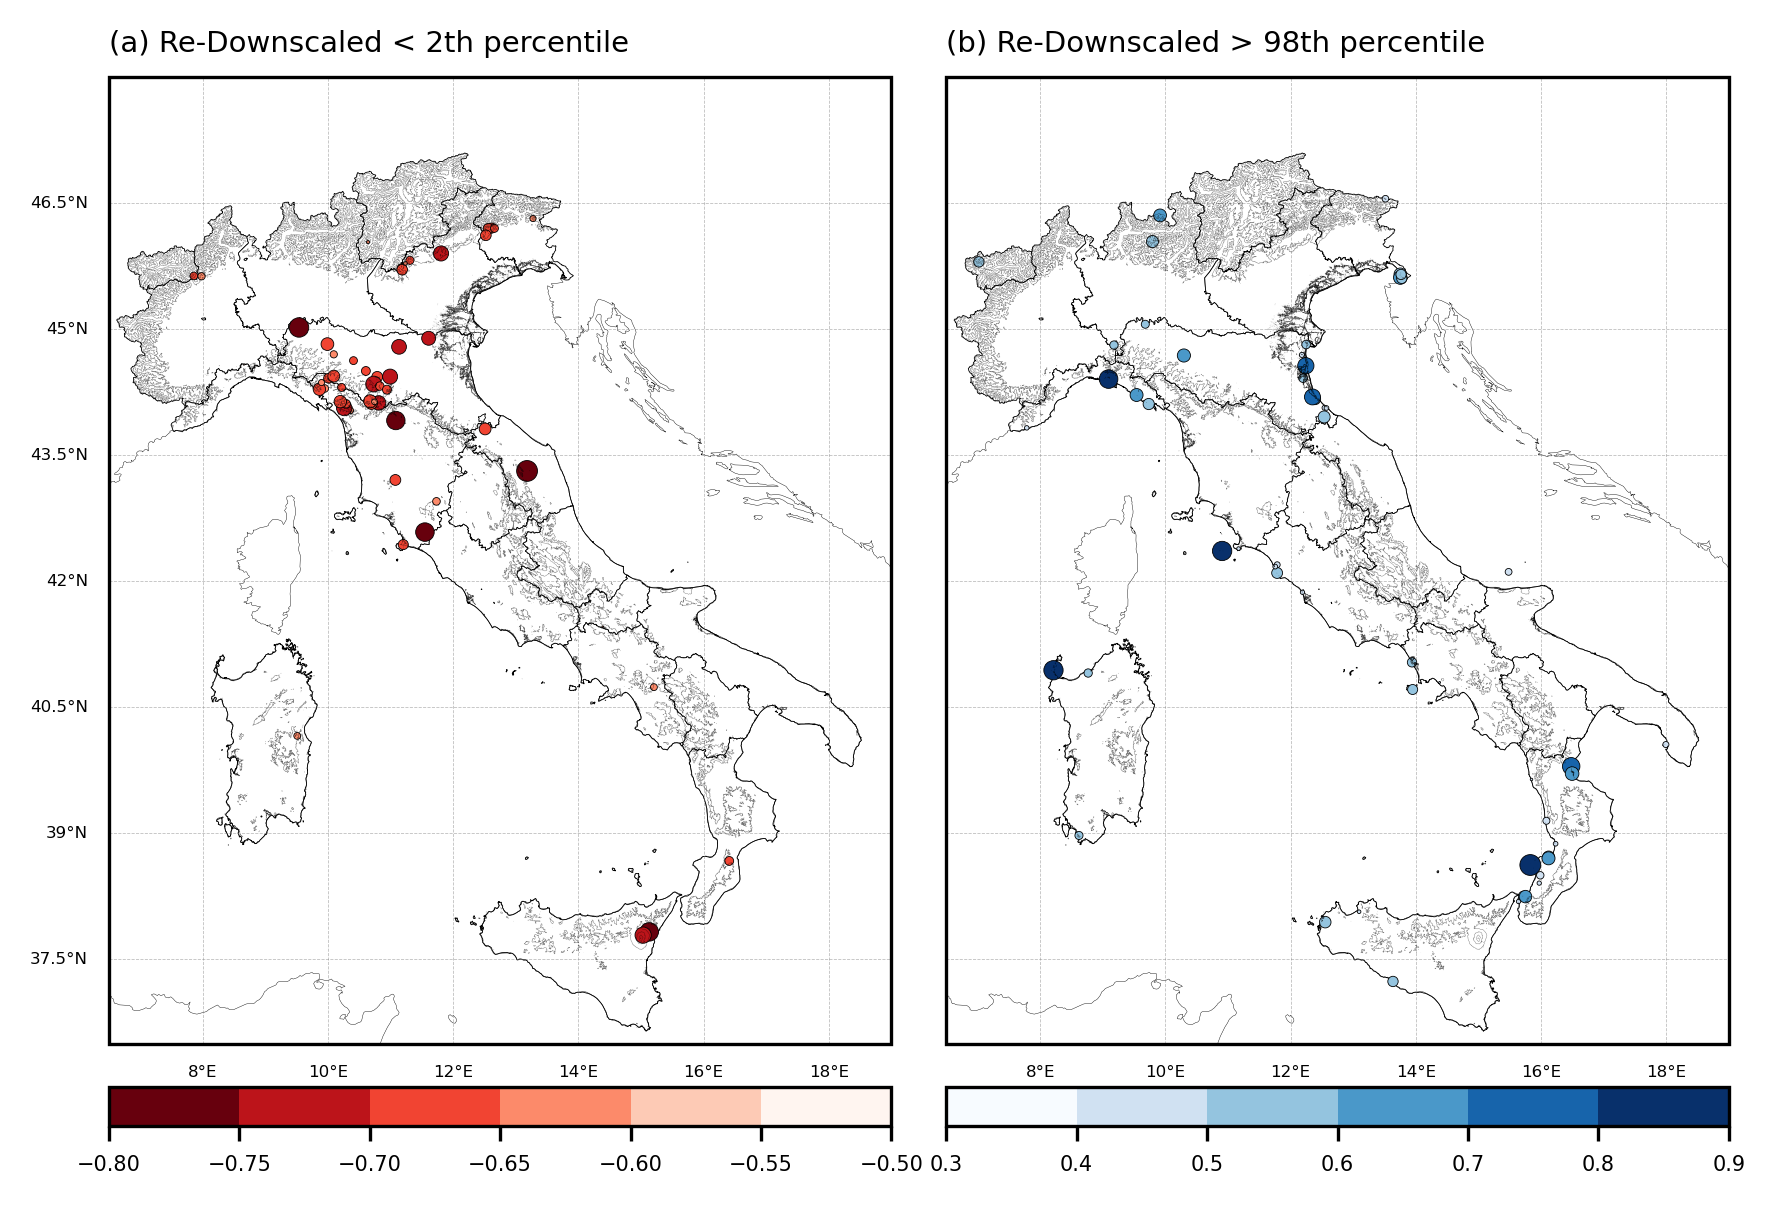 (a) Re-Downscaled < 2th percentile
(b) Re-Downscaled > 98th percentile
46.5°N
45°N
43.5°N
42°N
40.5°N
39°N
37.5°N
8°E 10°E 12°E 14°E 16°E 18°E
8°E 10°E 12°E 14°E 16°E 18°E
−0.80 −0.75 −0.70 −0.65 −0.60 −0.55 −0.50
0.3 0.4 0.5 0.6 0.7 0.8 0.9